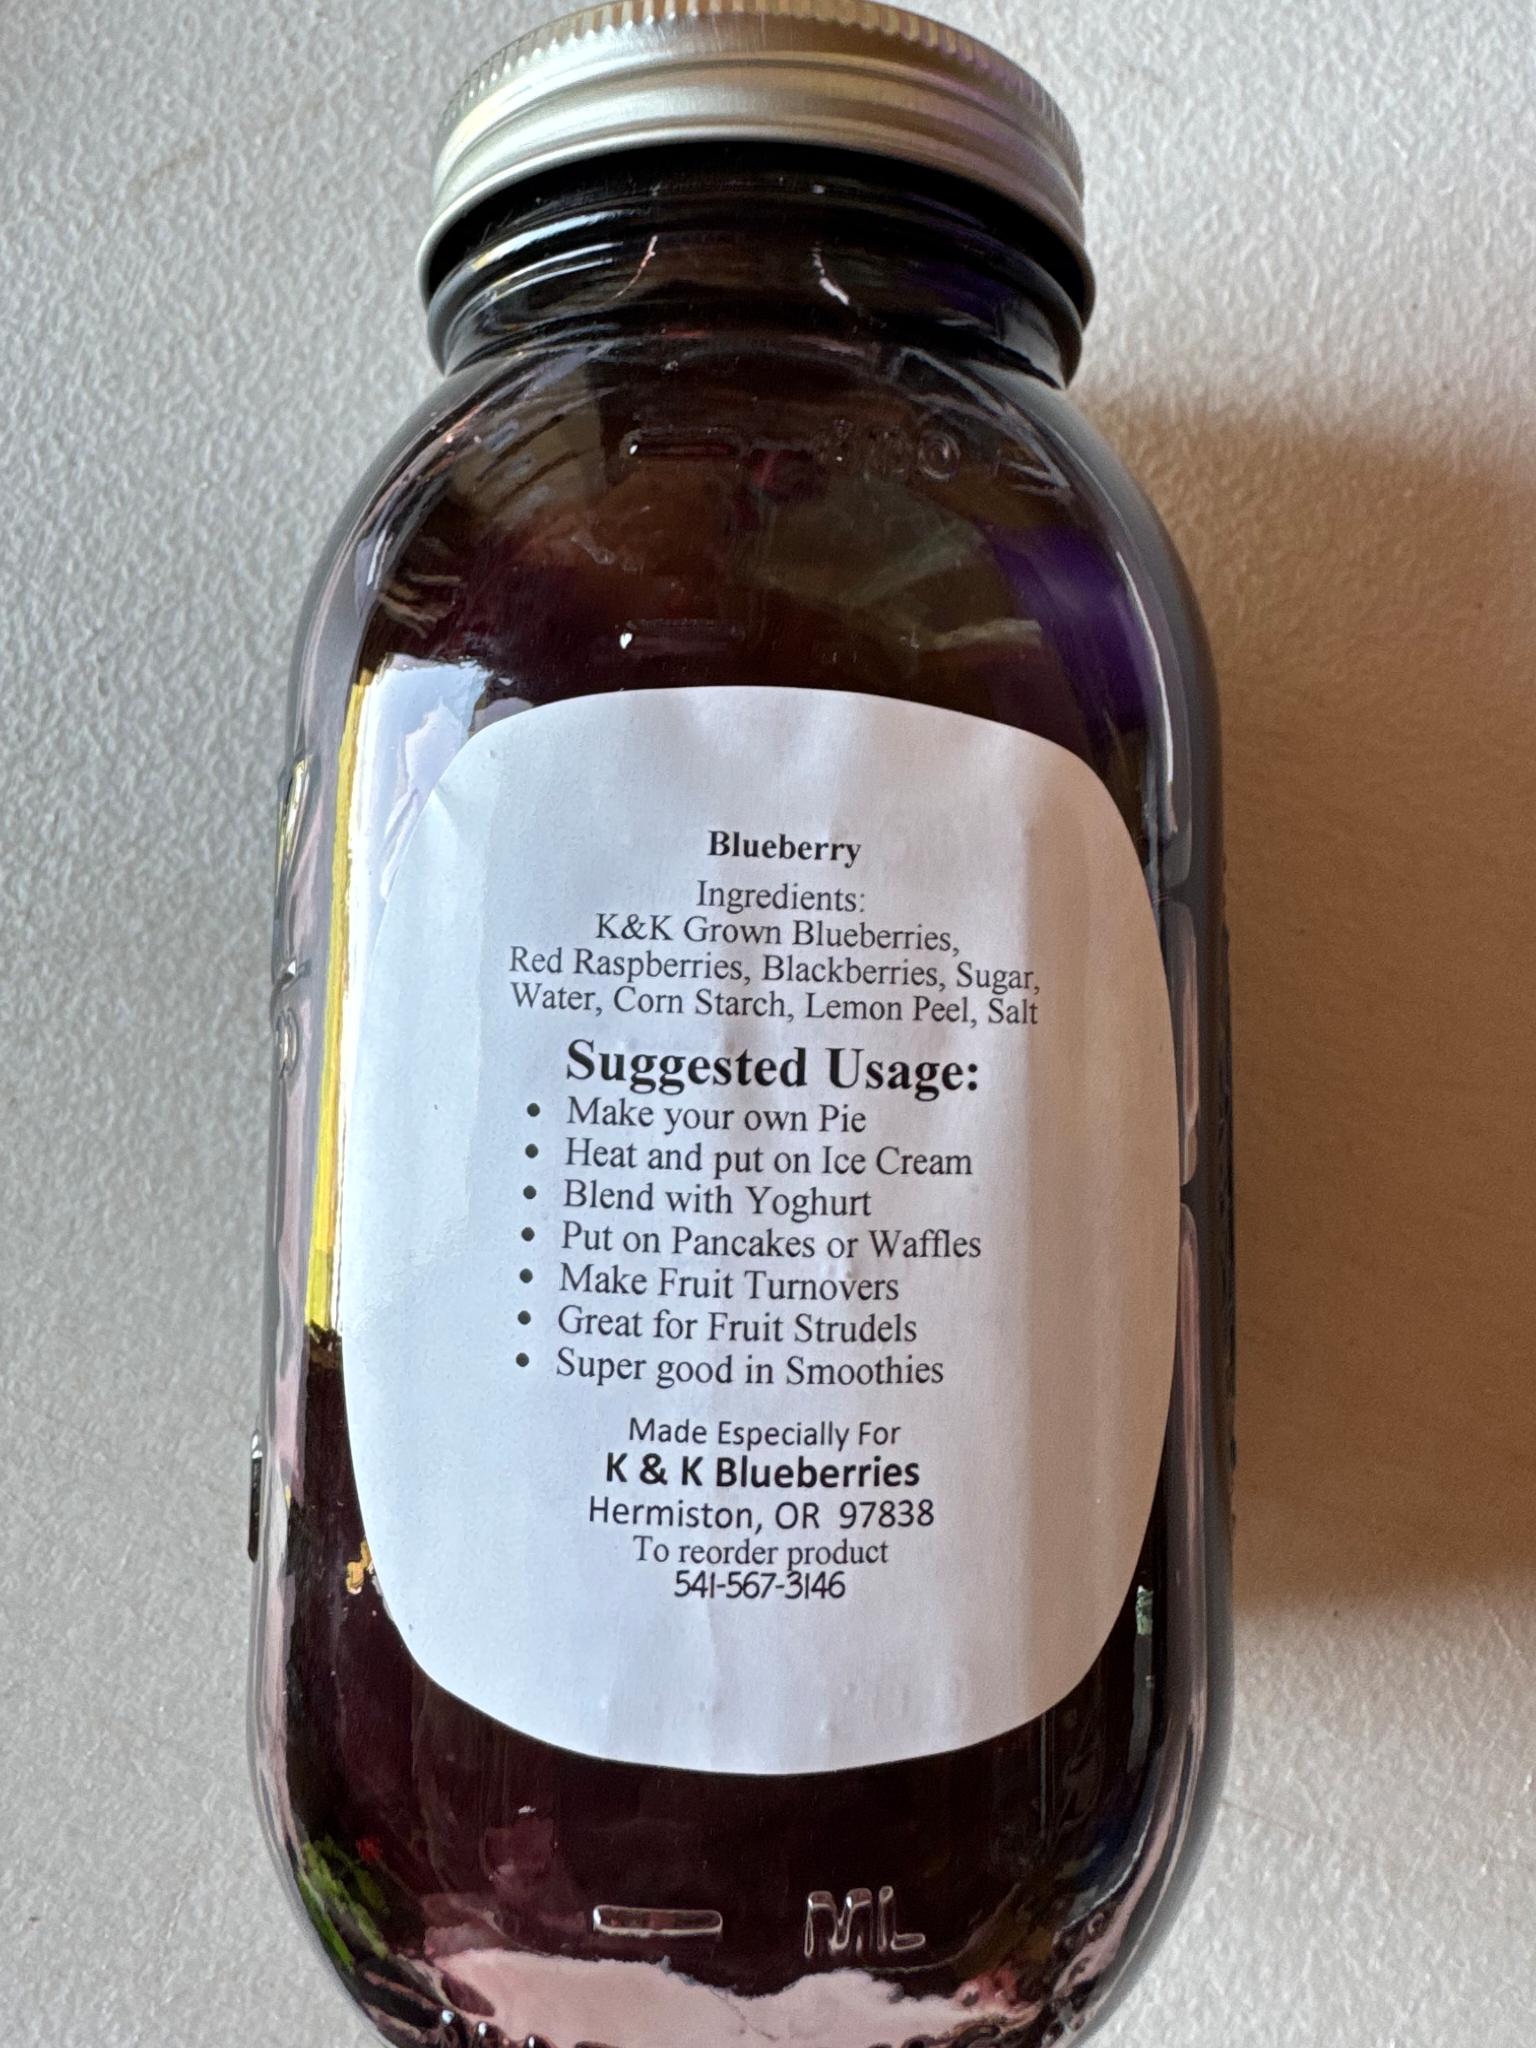 Blueberry
Ingredients:
K&K Grown Blueberries,
Red Raspberries, Blackberries, Sugar,
Water, Corn Starch, Lemon Peel, Salt
Suggested Usage:
• Make your own Pie
• Heat and put on Ice Cream
• Blend with Yoghurt
• Put on Pancakes or Waffles
• Make Fruit Turnovers
• Great for Fruit Strudels
• Super good in Smoothies
Made Especially For
K & K Blueberries
Hermiston, OR 97838
To reorder product
541-567-3146
ML